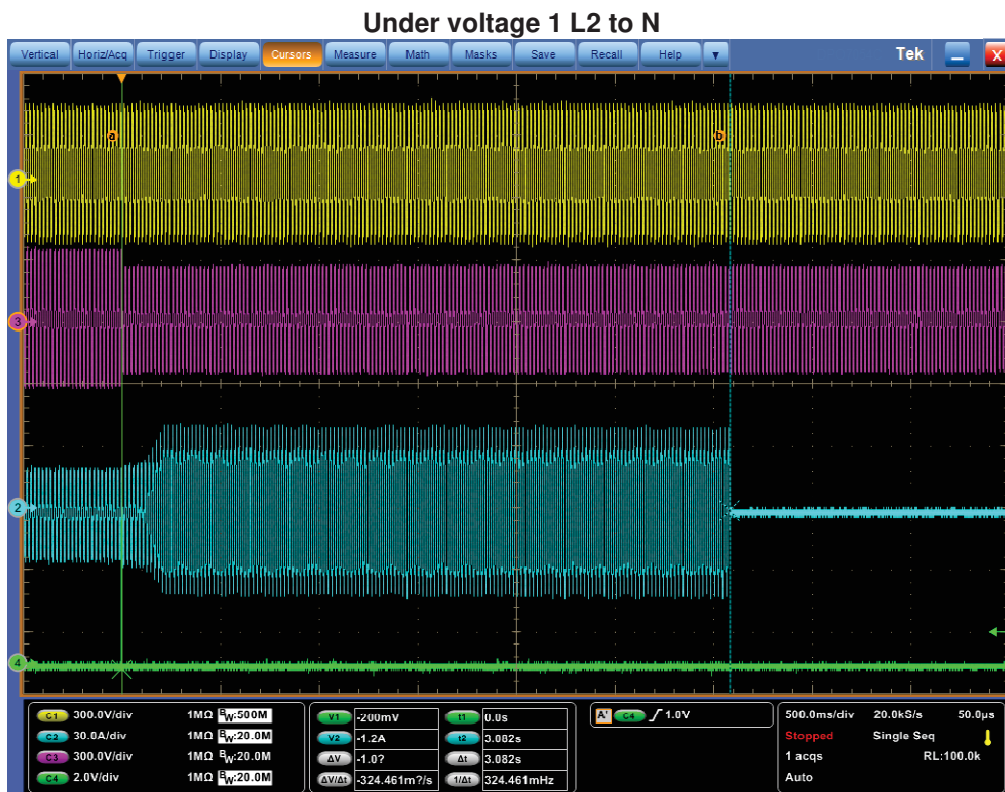 Under voltage 1 L2 to N
Vertical Horiz/Acq Trigger Display Cursors Measure Math Masks Save Recall Help ▼ Tek X
a b
1
3
2
4
C1 300.0V/div 1MΩ BW:500M
C2 30.0A/div 1MΩ BW:20.0M
C3 300.0V/div 1MΩ BW:20.0M
C4 2.0V/div 1MΩ BW:20.0M
V1 -200mV t1 0.0s
V2 -1.2A t2 3.082s
ΔV -1.0? Δt 3.082s
ΔV/Δt -324.461m?/s 1/Δt 324.461mHz
A' C4 1.0V
500.0ms/div 20.0kS/s 50.0µs
Stopped Single Seq
1 acqs RL:100.0k
Auto